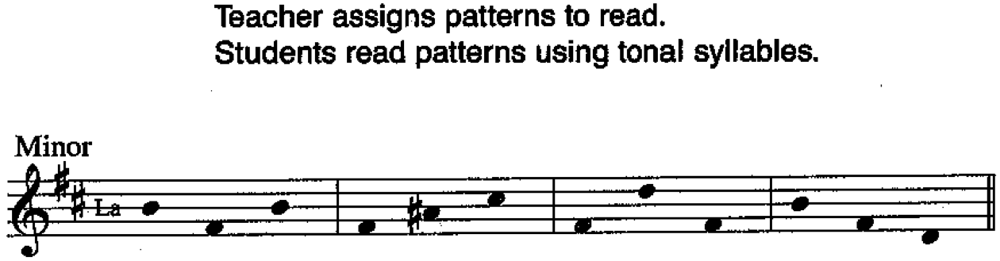 Teacher assigns patterns to read.
Students read patterns using tonal syllables.
Minor
La